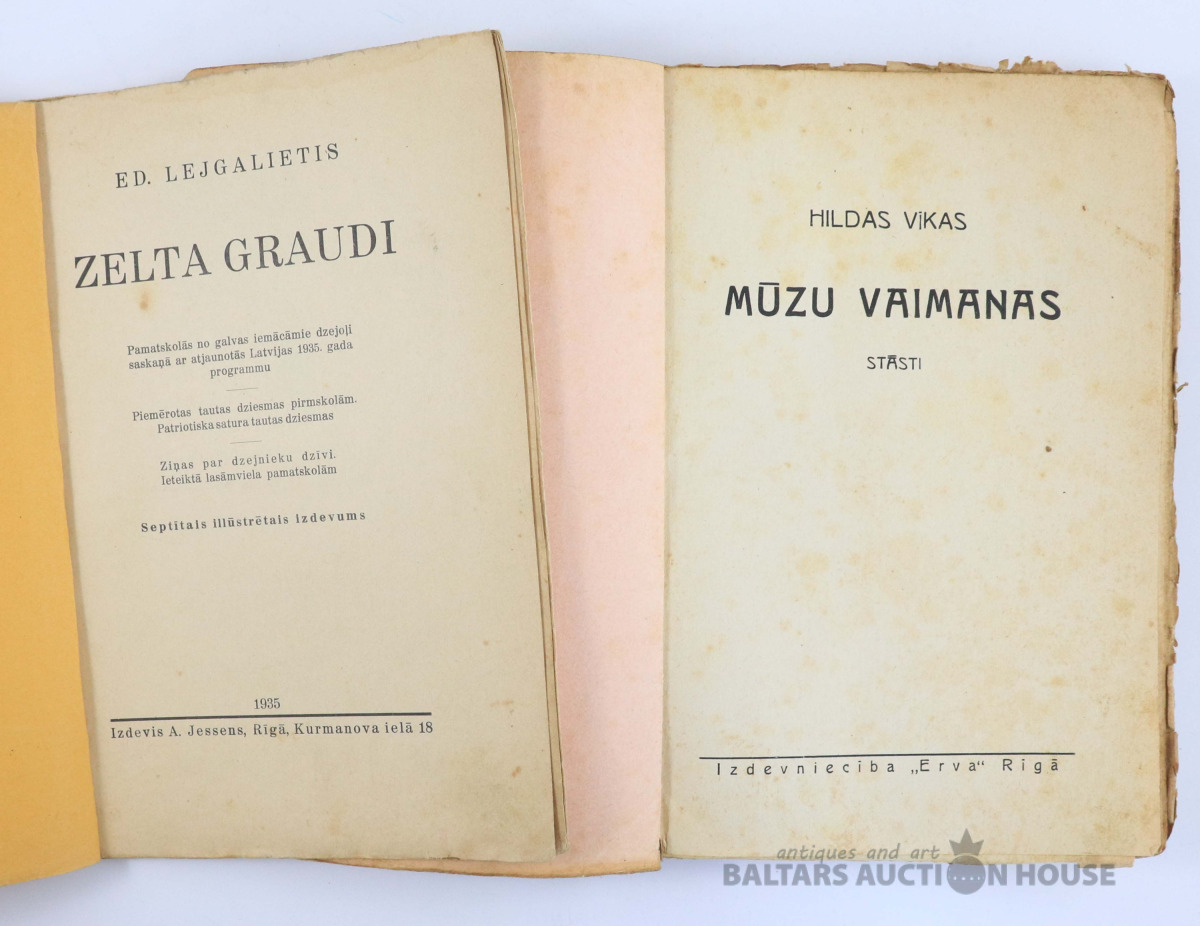 ED. LEJGALIETIS
ZELTA GRAUDI
Pamatskolās no galvas iemācāmie dzejoļi
saskaņā ar atjaunotās Latvijas 1935. gada
programmu
Piemērotas tautas dziesmas pirmskolām.
Patriotiska satura tautas dziesmas
Ziņas par dzejnieku dzīvi.
Ieteiktā lasāmviela pamatskolām
Septītais illūstrētais izdevums
1935
Izdevis A. Jessens, Rīgā, Kurmanova ielā 18
HILDAS VĪKAS
MŪZU VAIMANAS
STĀSTI
Izdevniecība „Erva“ Rīgā
antiques and art
BALTARS AUCTION HOUSE